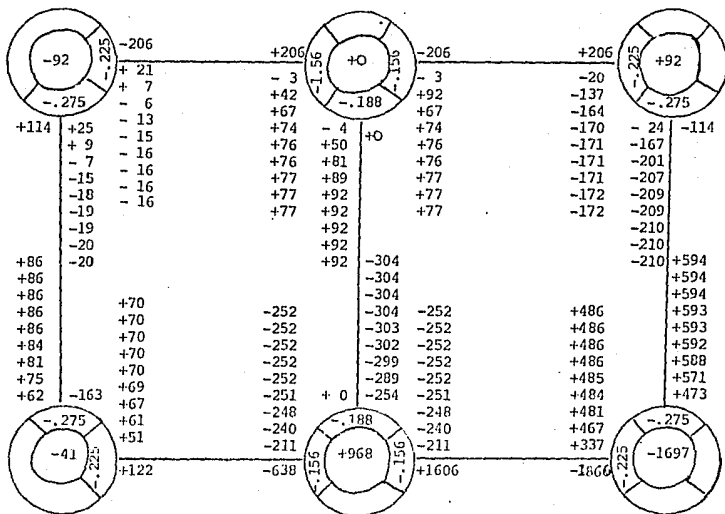 -206 +206 -206 +206
-92 -.225 -1.56 +0 -.156 -.225 +92
+ 21 - 3 - 3 -20
+ 7 +42 +92 -137
-.275 - 6 +67 -.188 +67 -164 -.275
+114 +25 - 13 +74 - 4 +0 +74 -170 - 24 -114
+ 9 - 15 +76 +50 +76 -171 -167
- 7 - 16 +76 +81 +76 -171 -201
-15 - 16 +77 +89 +77 -172 -207
-18 - 16 +77 +92 +77 -172 -209
-19 - 16 +92 -209
-19 +92 -210
-20 +92 -210
-20 +86 +92 -304 -210 +594
+86 -304 +594
+86 +70 -252 -304 -252 +486 +594
+86 +70 -252 -304 -252 +486 +593
+86 +70 -252 -303 -252 +486 +593
+84 +70 -252 -302 -252 +485 +592
+81 +69 -251 -299 -251 +484 +588
+75 +67 -248 -289 -248 +481 +571
+62 -163 +61 -240 + 0 -254 -240 +467 +473
-.275 +51 -211 -.188 -211 +337 -.275
-41 -.225 -.156 +968 -.156 -.225 -1697
+122 -638 +1606 -1866